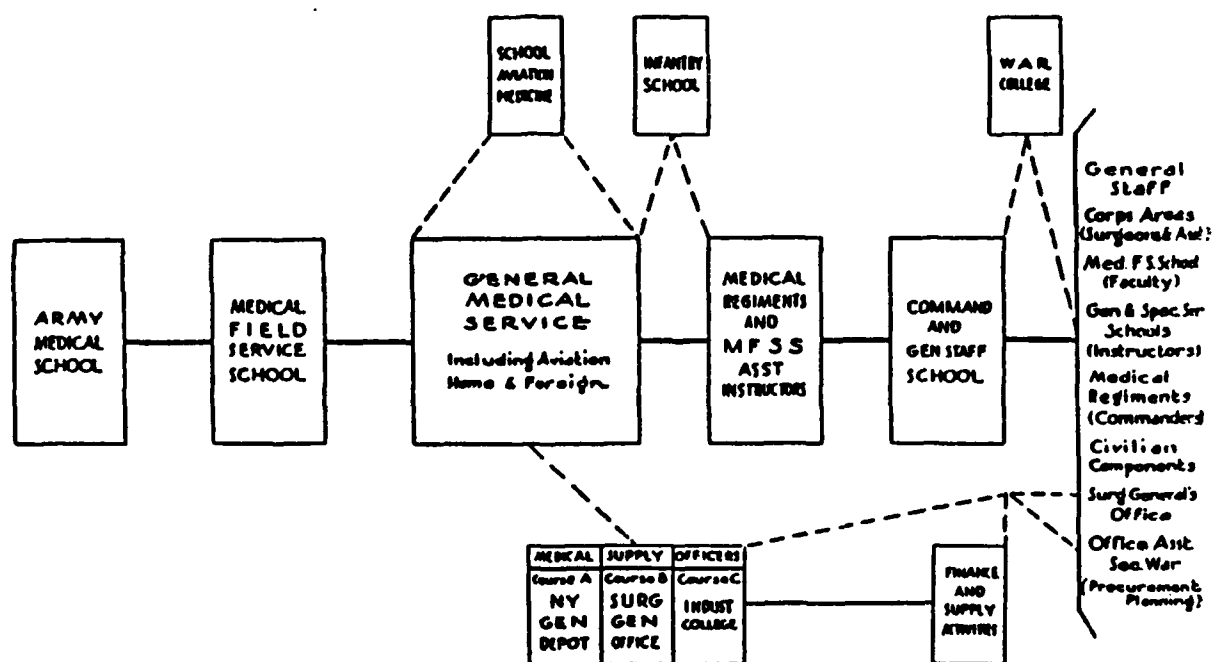 SCHOOL
AVIATION
MEDICINE
INFANTRY
SCHOOL
WAR
COLLEGE
ARMY
MEDICAL
SCHOOL
MEDICAL
FIELD
SERVICE
SCHOOL
GENERAL
MEDICAL
SERVICE
Including Aviation
Home & Foreign
MEDICAL
REGIMENTS
AND
MFSS
ASST
INSTRUCTORS
COMMAND
AND
GEN STAFF
SCHOOL
General
Staff
Corps Areas
(Surgeons & Asst)
Med. F.S. School
(Faculty)
Gen & Spec. Ser
Schools
(Instructors)
Medical
Regiments
(Commanders)
Civilian
Components
Surg General's
Office
Office Asst.
Sec. War
(Procurement
Planning)
MEDICAL SUPPLY OFFICERS
Course A
NY
GEN
DEPOT
Course B
SURG
GEN
OFFICE
Course C
INDUST
COLLEGE
FINANCE
AND
SUPPLY
ACTIVITIES